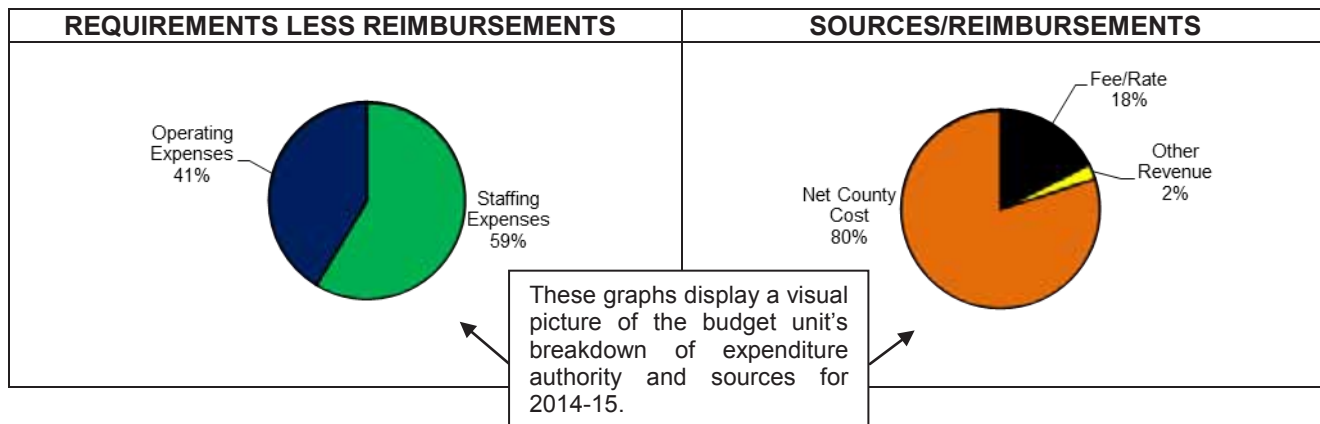 REQUIREMENTS LESS REIMBURSEMENTS
SOURCES/REIMBURSEMENTS
Operating
Expenses
41%
Staffing
Expenses
59%
Fee/Rate
18%
Other
Revenue
2%
Net County
Cost
80%
These graphs display a visual
picture of the budget unit's
breakdown of expenditure
authority and sources for
2014-15.